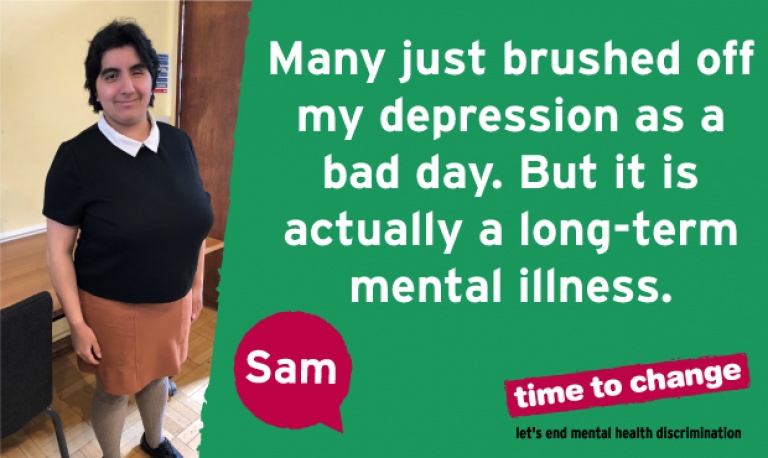 Many just brushed off
my depression as a
bad day. But it is
actually a long-term
mental illness.
Sam
time to change
let's end mental health discrimination